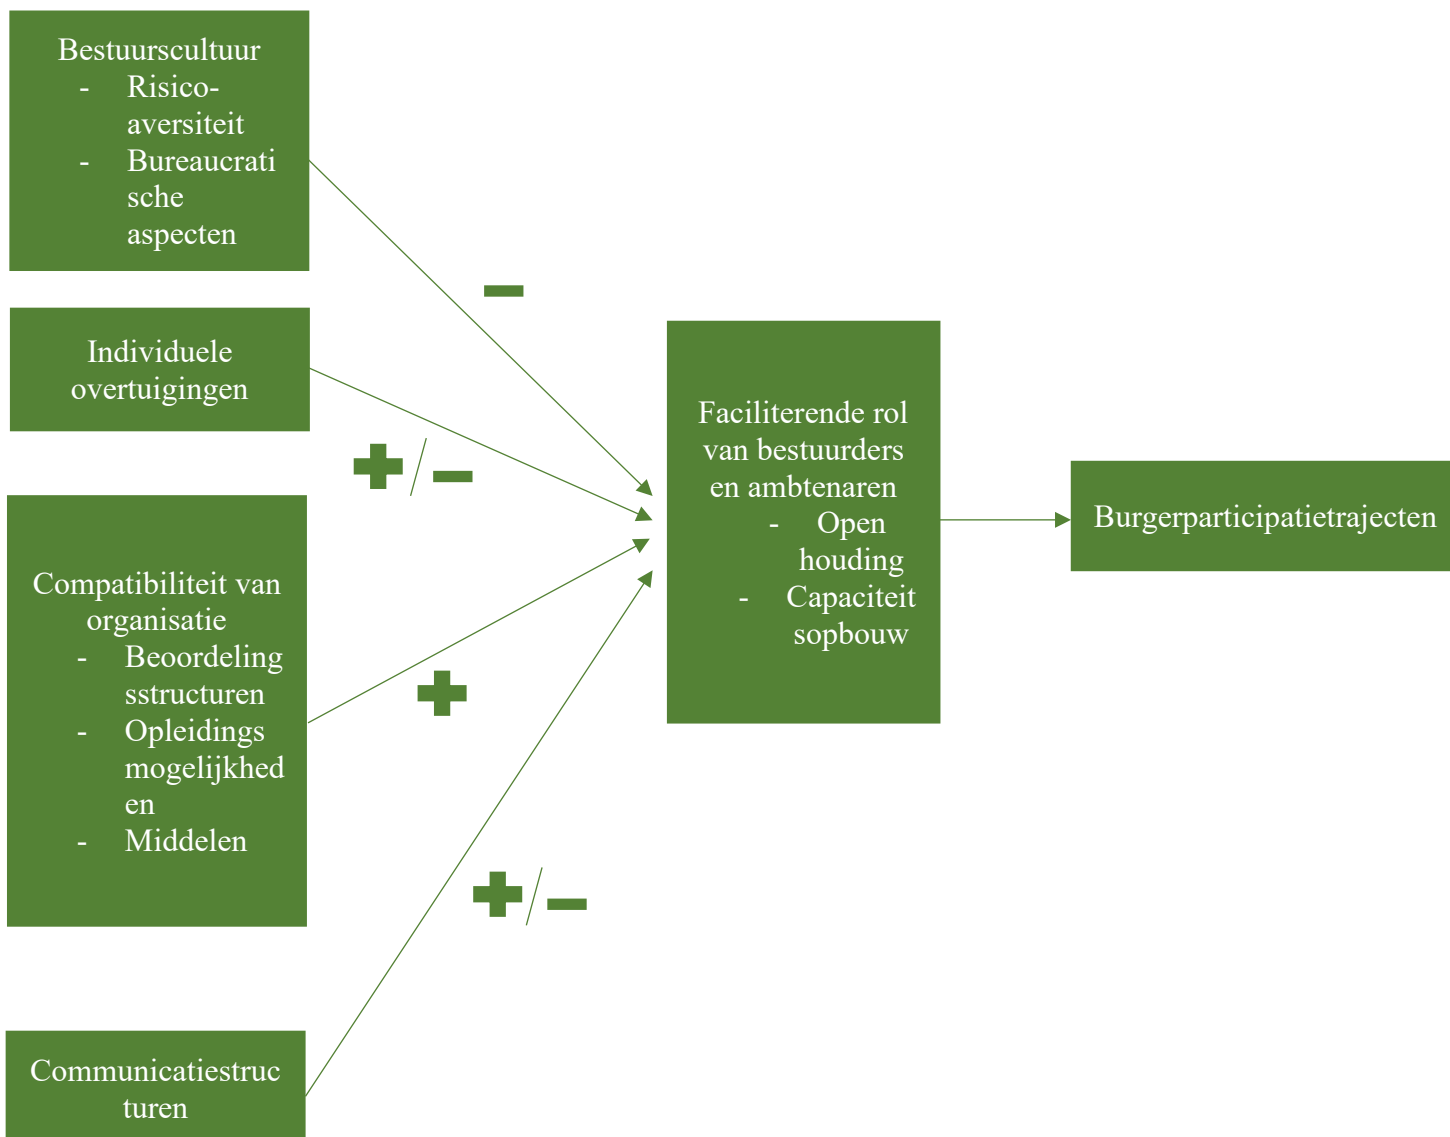 Bestuurscultuur
- Risico-
aversiteit
- Bureaucrati
sche
aspecten
Individuele
overtuigingen
Compatibiliteit van
organisatie
- Beoordeling
sstructuren
- Opleidings
mogelijkhed
en
- Middelen
Communicatiestruc
turen
+/-
+
+/-
-
Faciliterende rol
van bestuurders
en ambtenaren
- Open
houding
- Capaciteit
sopbouw
Burgerparticipatietrajecten